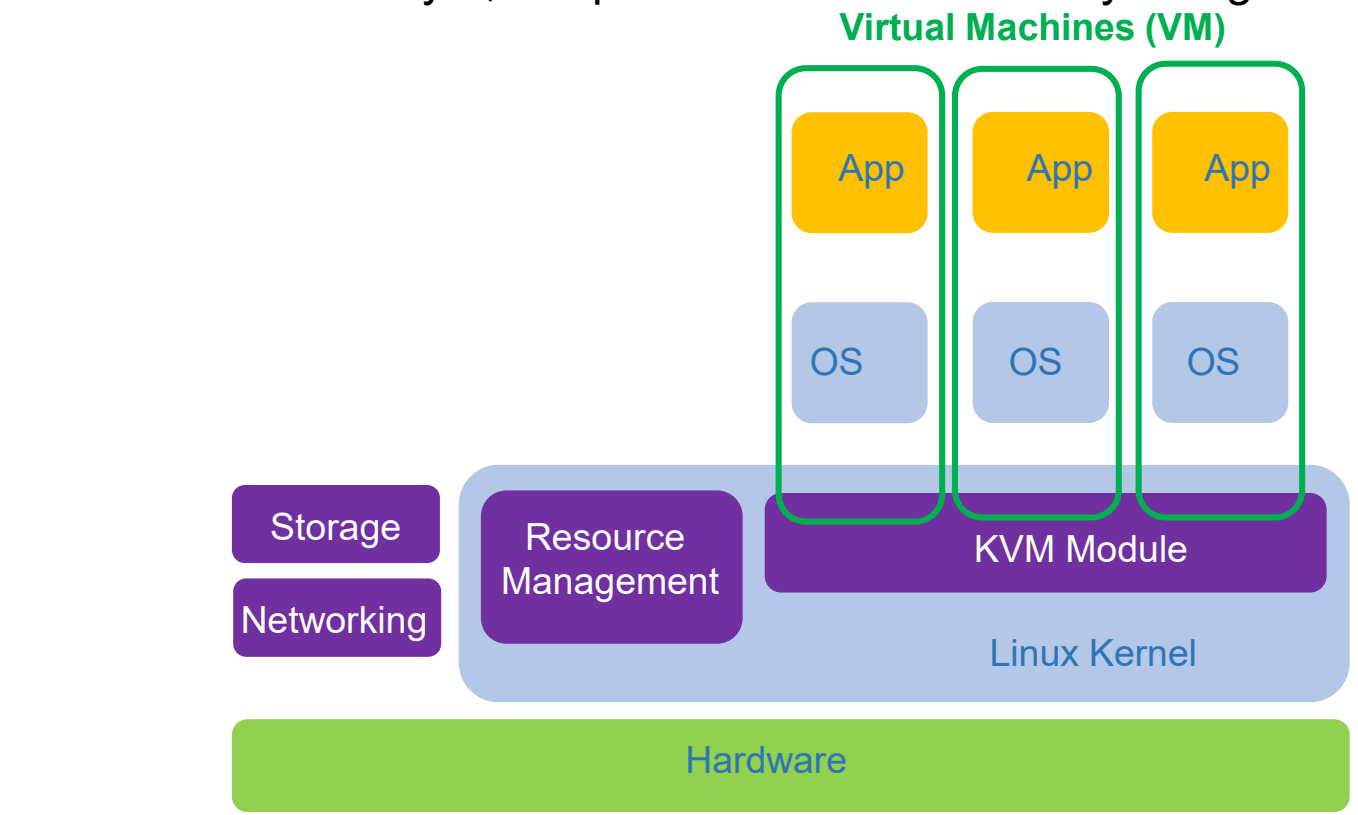 Virtual Machines (VM)
App App App
OS OS OS
Storage
Resource
Management
KVM Module
Networking
Linux Kernel
Hardware